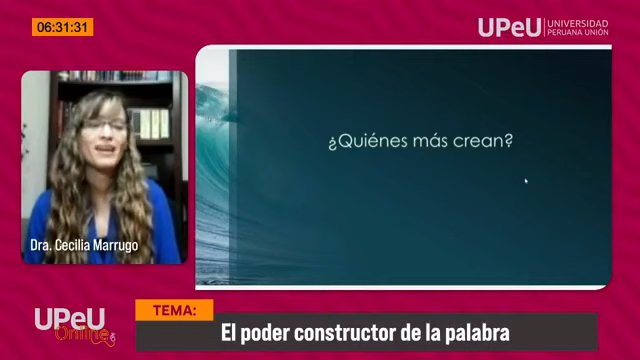 06:31:31
UPeU UNIVERSIDAD
PERUANA UNIÓN
¿Quiénes más crean?
Dra. Cecilia Marrugo
UPeU
Online
TEMA:
El poder constructor de la palabra